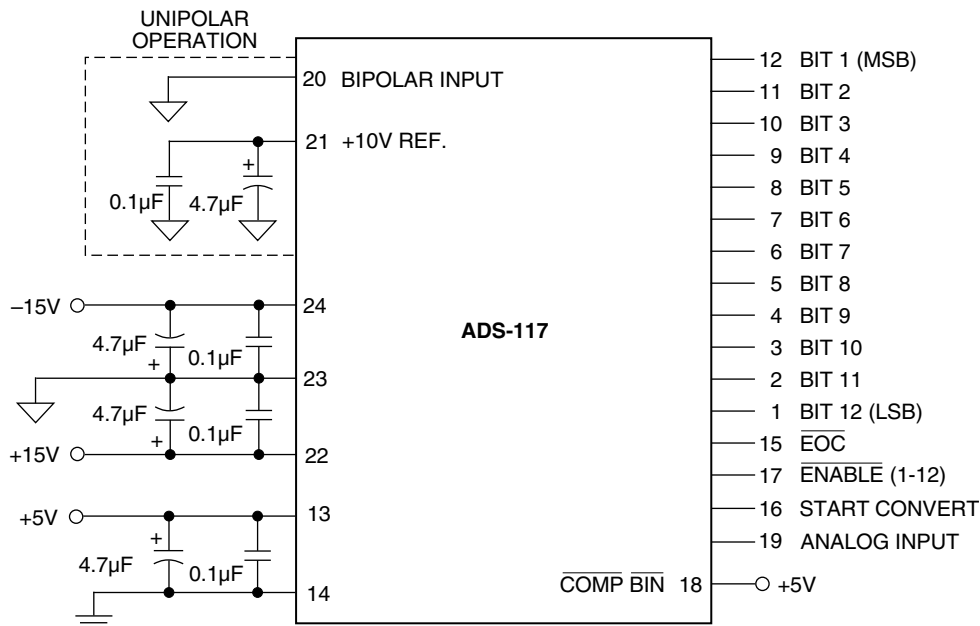 UNIPOLAR
OPERATION
20 BIPOLAR INPUT
21 +10V REF.
+
0.1µF
4.7µF
–15V
24
4.7µF
0.1µF
+
23
4.7µF
0.1µF
+
+15V
22
+5V
13
+
4.7µF
0.1µF
14
ADS-117
COMP BIN 18
+5V
12 BIT 1 (MSB)
11 BIT 2
10 BIT 3
9 BIT 4
8 BIT 5
7 BIT 6
6 BIT 7
5 BIT 8
4 BIT 9
3 BIT 10
2 BIT 11
1 BIT 12 (LSB)
15 EOC
17 ENABLE (1-12)
16 START CONVERT
19 ANALOG INPUT